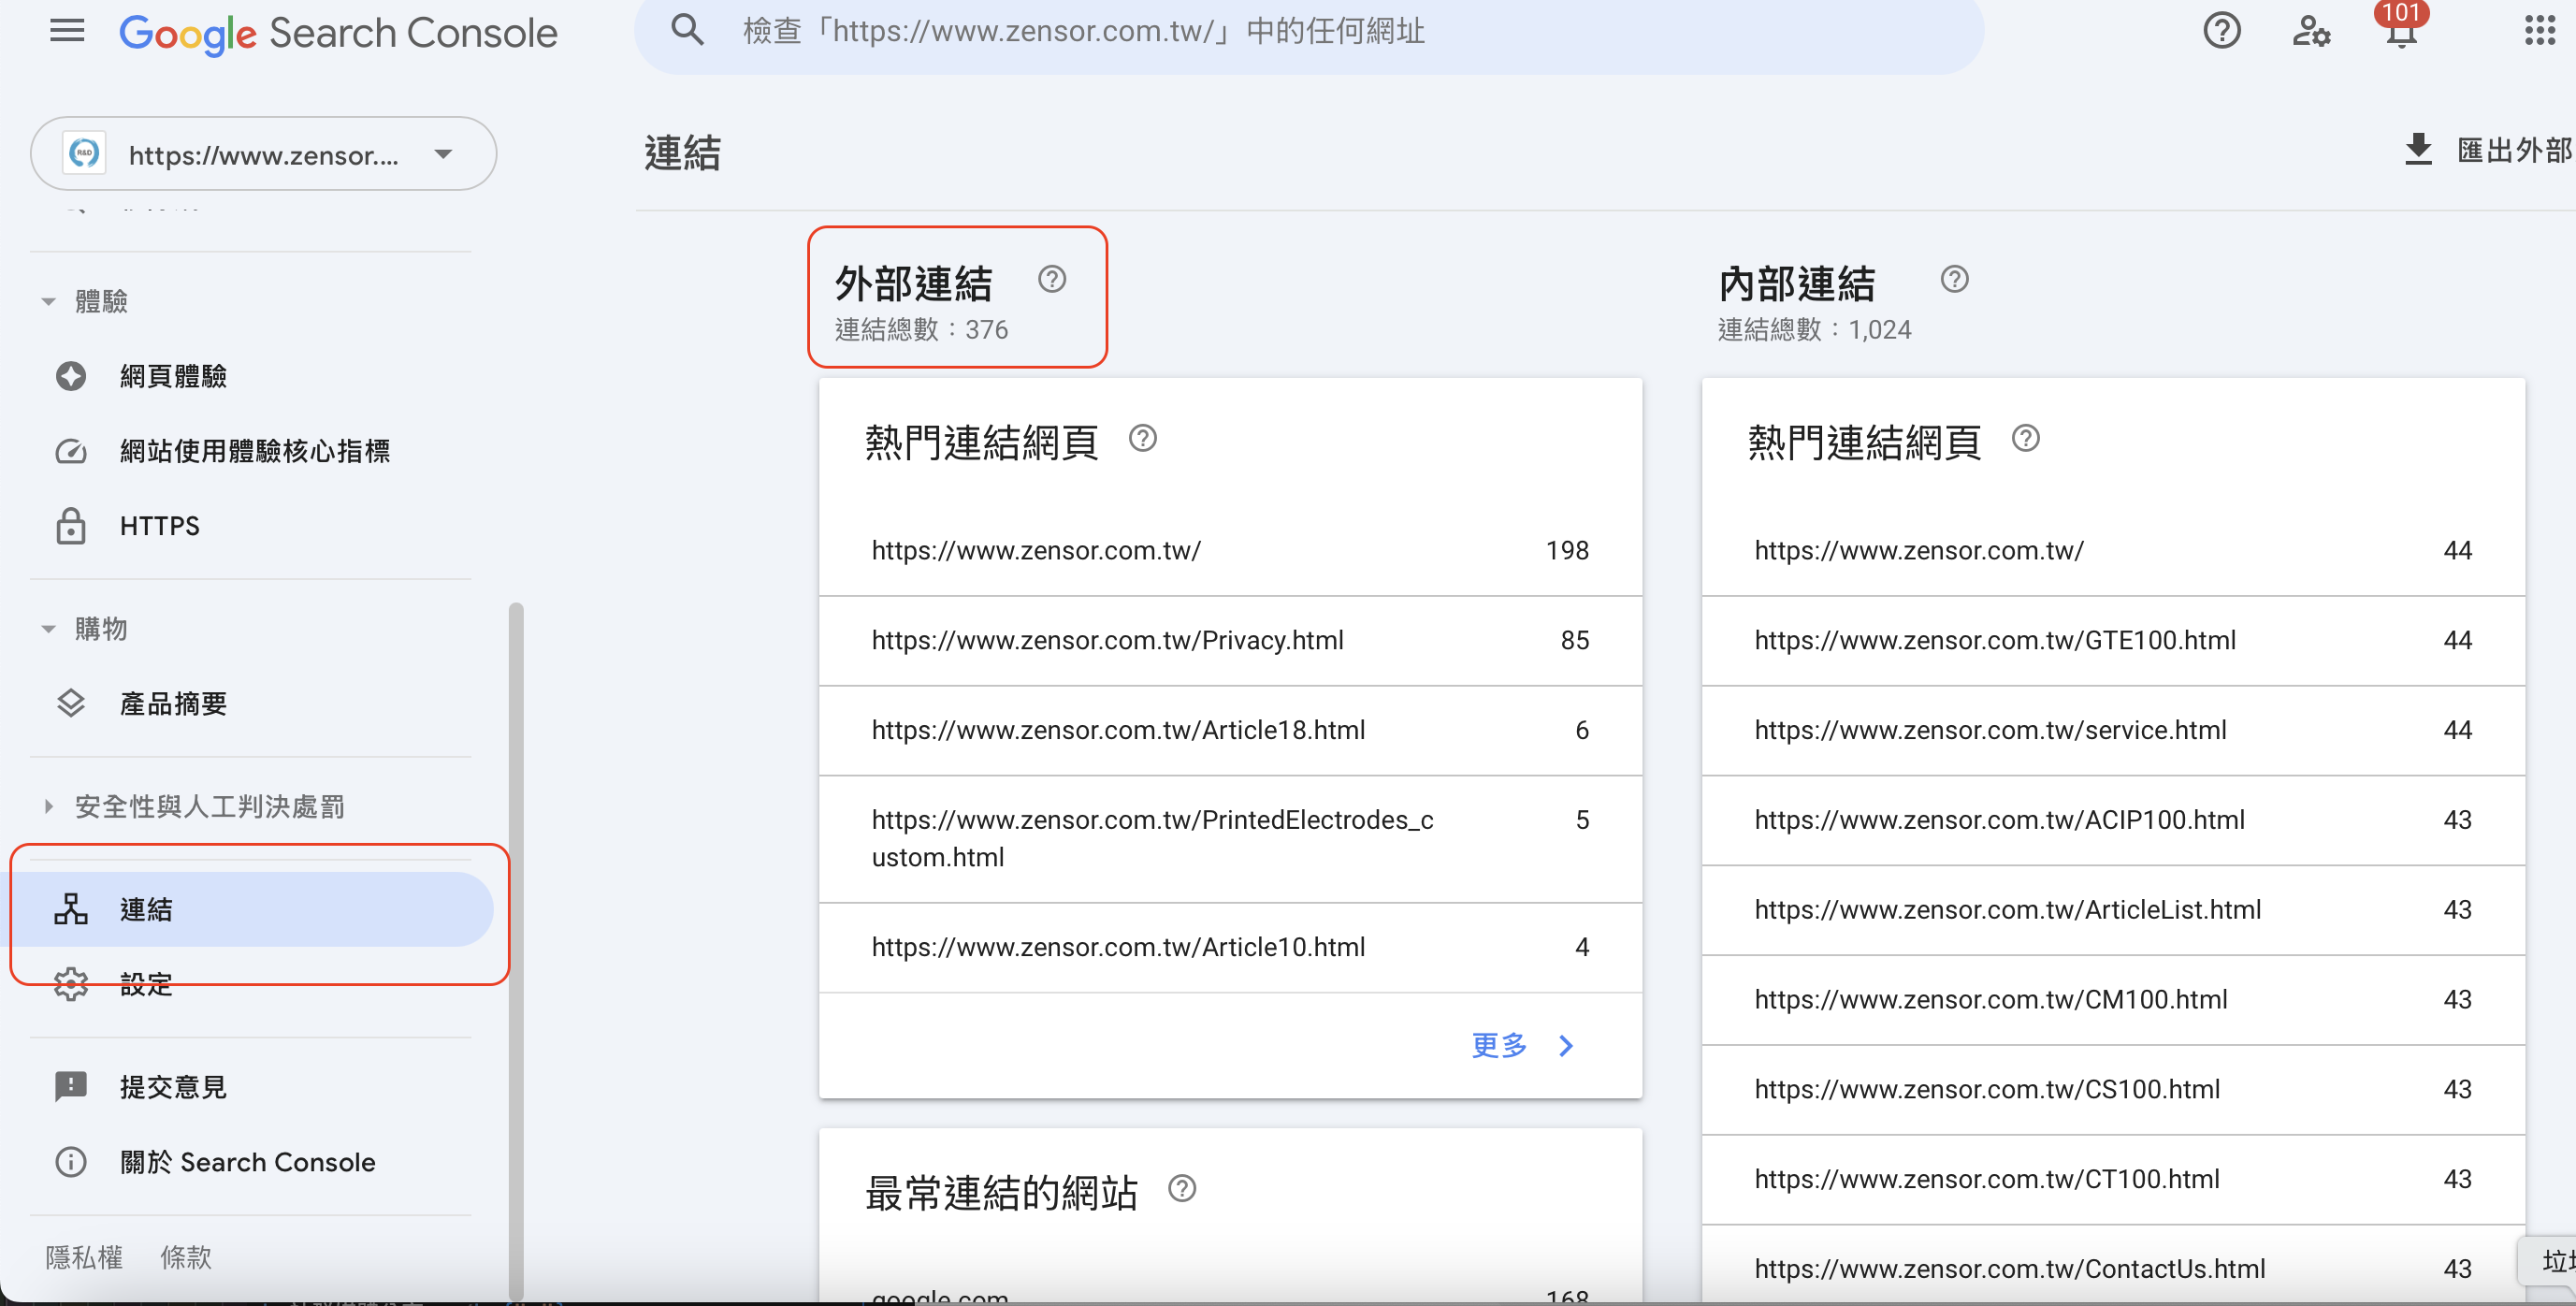 Google Search Console
檢查「https://www.zensor.com.tw/」中的任何網址
101
R&D
https://www.zensor....
體驗
網頁體驗
網站使用體驗核心指標
HTTPS
購物
產品摘要
安全性與人工判決處罰
連結
設定
提交意見
關於 Search Console
隱私權 條款
連結
匯出外部
外部連結
連結總數：376
熱門連結網頁
https://www.zensor.com.tw/ 198
https://www.zensor.com.tw/Privacy.html 85
https://www.zensor.com.tw/Article18.html 6
https://www.zensor.com.tw/PrintedElectrodes_c 5
ustom.html
https://www.zensor.com.tw/Article10.html 4
更多
最常連結的網站
google.com 168
內部連結
連結總數：1,024
熱門連結網頁
https://www.zensor.com.tw/ 44
https://www.zensor.com.tw/GTE100.html 44
https://www.zensor.com.tw/service.html 44
https://www.zensor.com.tw/ACIP100.html 43
https://www.zensor.com.tw/ArticleList.html 43
https://www.zensor.com.tw/CM100.html 43
https://www.zensor.com.tw/CS100.html 43
https://www.zensor.com.tw/CT100.html 43
https://www.zensor.com.tw/ContactUs.html 43